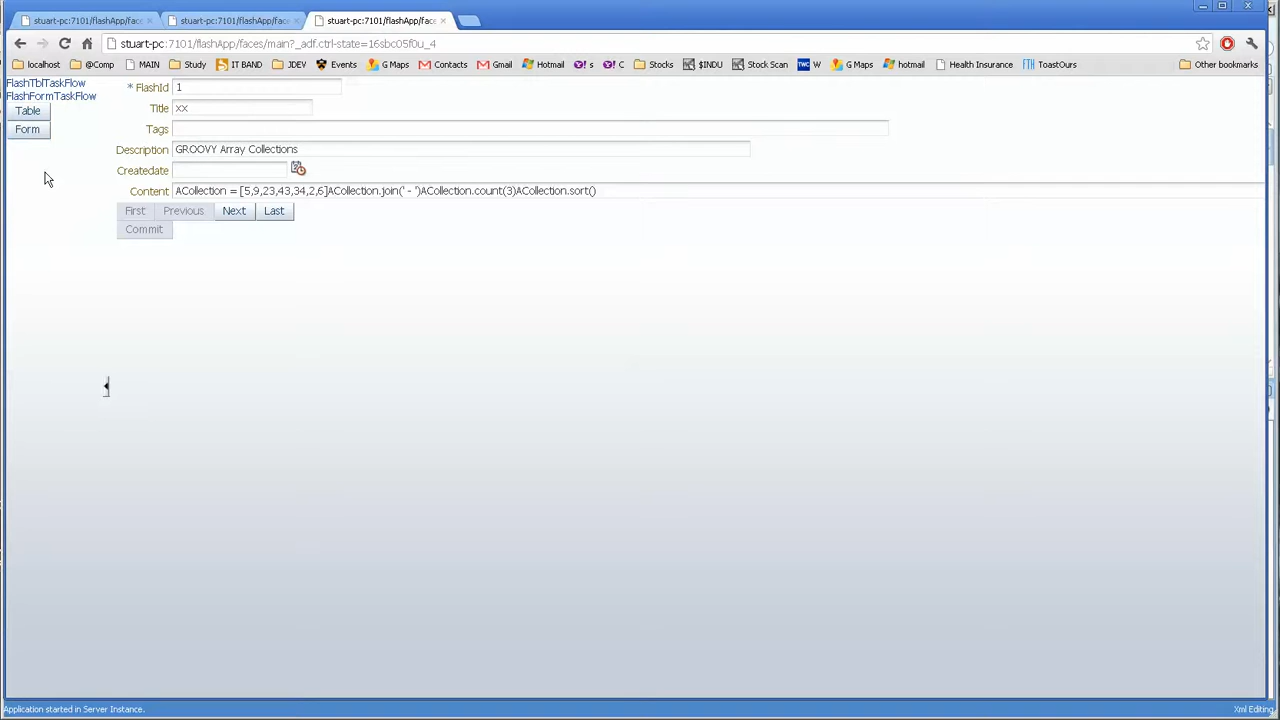 stuart-pc:7101/flashApp/face
stuart-pc:7101/flashApp/face
stuart-pc:7101/flashApp/face
stuart-pc:7101/flashApp/faces/main?_adf.ctrl-state=16sbc05f0u_4
localhost @Comp MAIN Study IT BAND JDEV Events G Maps Contacts Gmail Hotmail s C Stocks $INDU Stock Scan W G Maps hotmail Health Insurance ToastOurs Other bookmarks
FlashTblTaskFlow
FlashFormTaskFlow
Table
Form
* FlashId 1
Title xx
Tags
Description GROOVY Array Collections
Createdate
Content ACollection = [5,9,23,43,34,2,6]ACollection.join(' - ')ACollection.count(3)ACollection.sort()
First Previous Next Last
Commit
Application started in Server Instance. Xml Editing